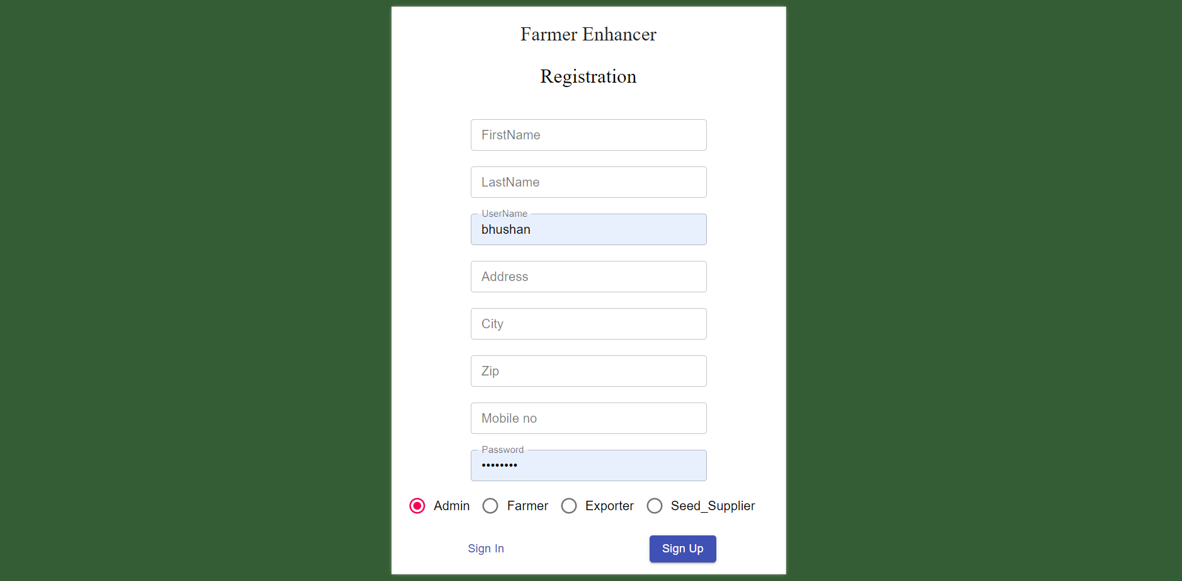 Farmer Enhancer
Registration
FirstName
LastName
UserName
bhushan
Address
City
Zip
Mobile no
Password
••••••••
Admin Farmer Exporter Seed_Supplier
Sign In Sign Up